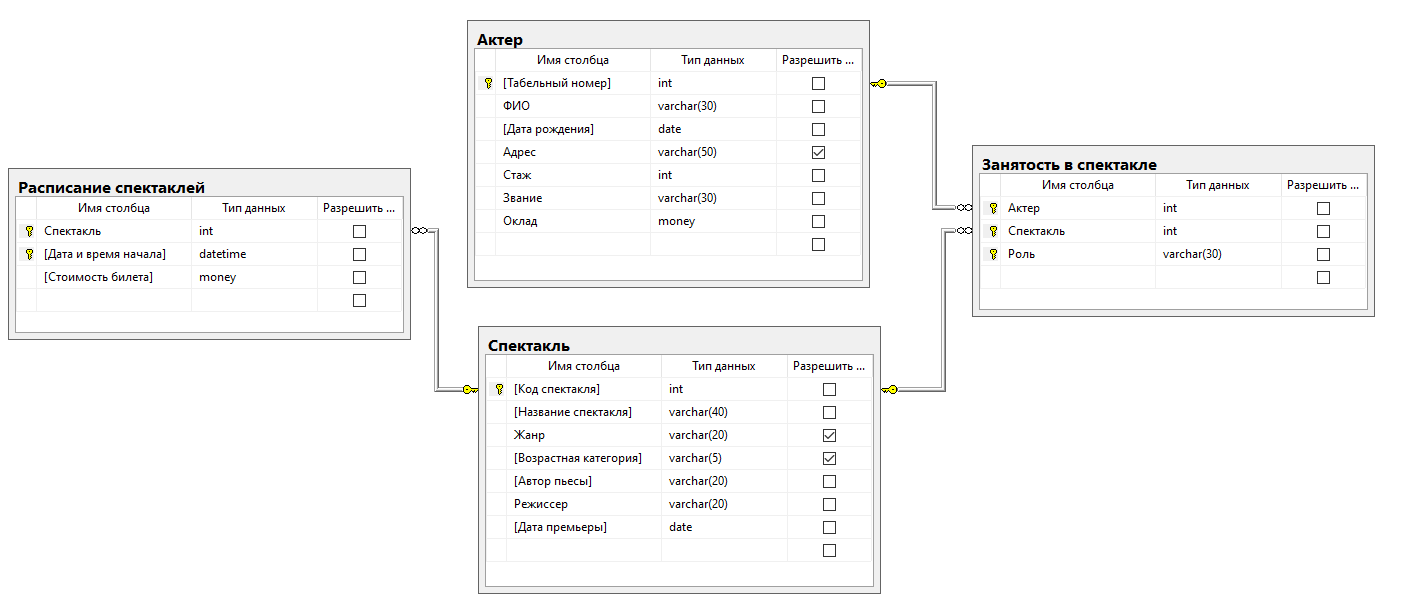 Актер
Имя столбца Тип данных Разрешить ...
[Табельный номер] int
ФИО varchar(30)
[Дата рождения] date
Адрес varchar(50)
Стаж int
Звание varchar(30)
Оклад money
Занятость в спектакле
Имя столбца Тип данных Разрешить ...
Актер int
Спектакль int
Роль varchar(30)
Расписание спектаклей
Имя столбца Тип данных Разрешить ...
Спектакль int
[Дата и время начала] datetime
[Стоимость билета] money
Спектакль
Имя столбца Тип данных Разрешить ...
[Код спектакля] int
[Название спектакля] varchar(40)
Жанр varchar(20)
[Возрастная категория] varchar(5)
[Автор пьесы] varchar(20)
Режиссер varchar(20)
[Дата премьеры] date